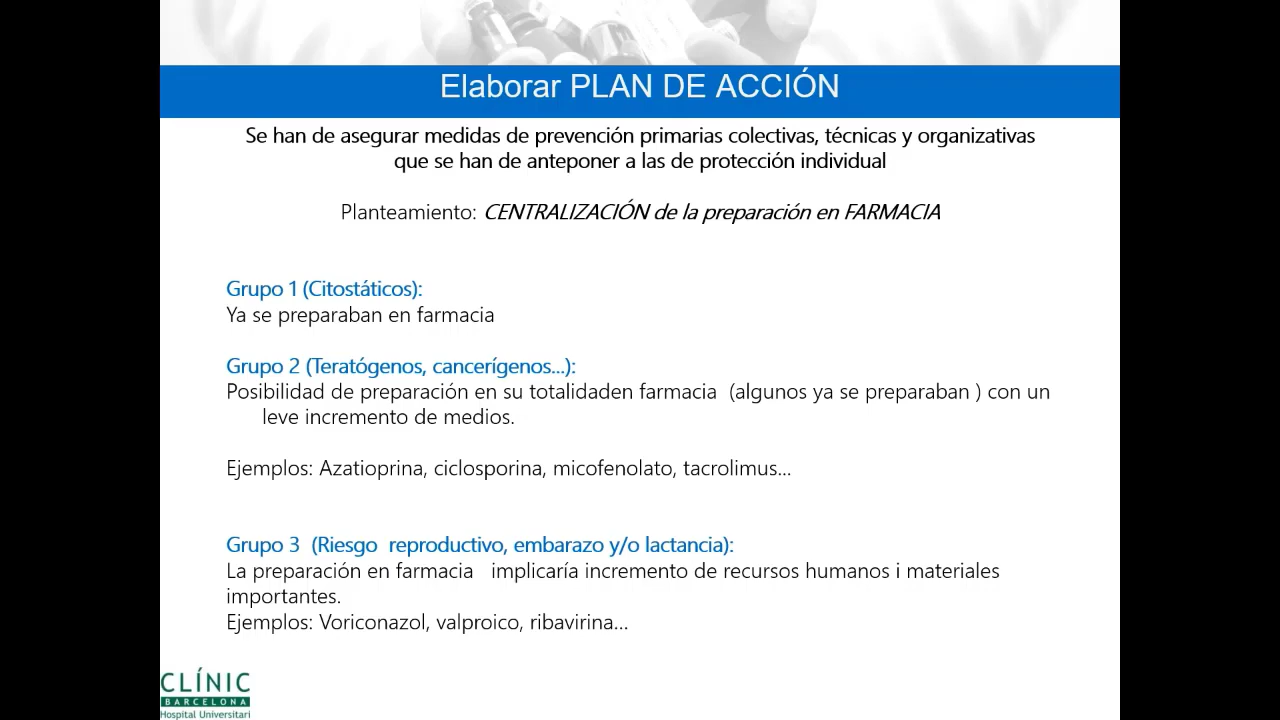 Elaborar PLAN DE ACCIÓN
Se han de asegurar medidas de prevención primarias colectivas, técnicas y organizativas
que se han de anteponer a las de protección individual
Planteamiento: CENTRALIZACIÓN de la preparación en FARMACIA
Grupo 1 (Citostáticos):
Ya se preparaban en farmacia
Grupo 2 (Teratógenos, cancerígenos...):
Posibilidad de preparación en su totalidaden farmacia (algunos ya se preparaban ) con un
leve incremento de medios.
Ejemplos: Azatioprina, ciclosporina, micofenolato, tacrolimus...
Grupo 3 (Riesgo reproductivo, embarazo y/o lactancia):
La preparación en farmacia implicaría incremento de recursos humanos i materiales
importantes.
Ejemplos: Voriconazol, valproico, ribavirina...
CLÍNIC
BARCELONA
Hospital Universitari